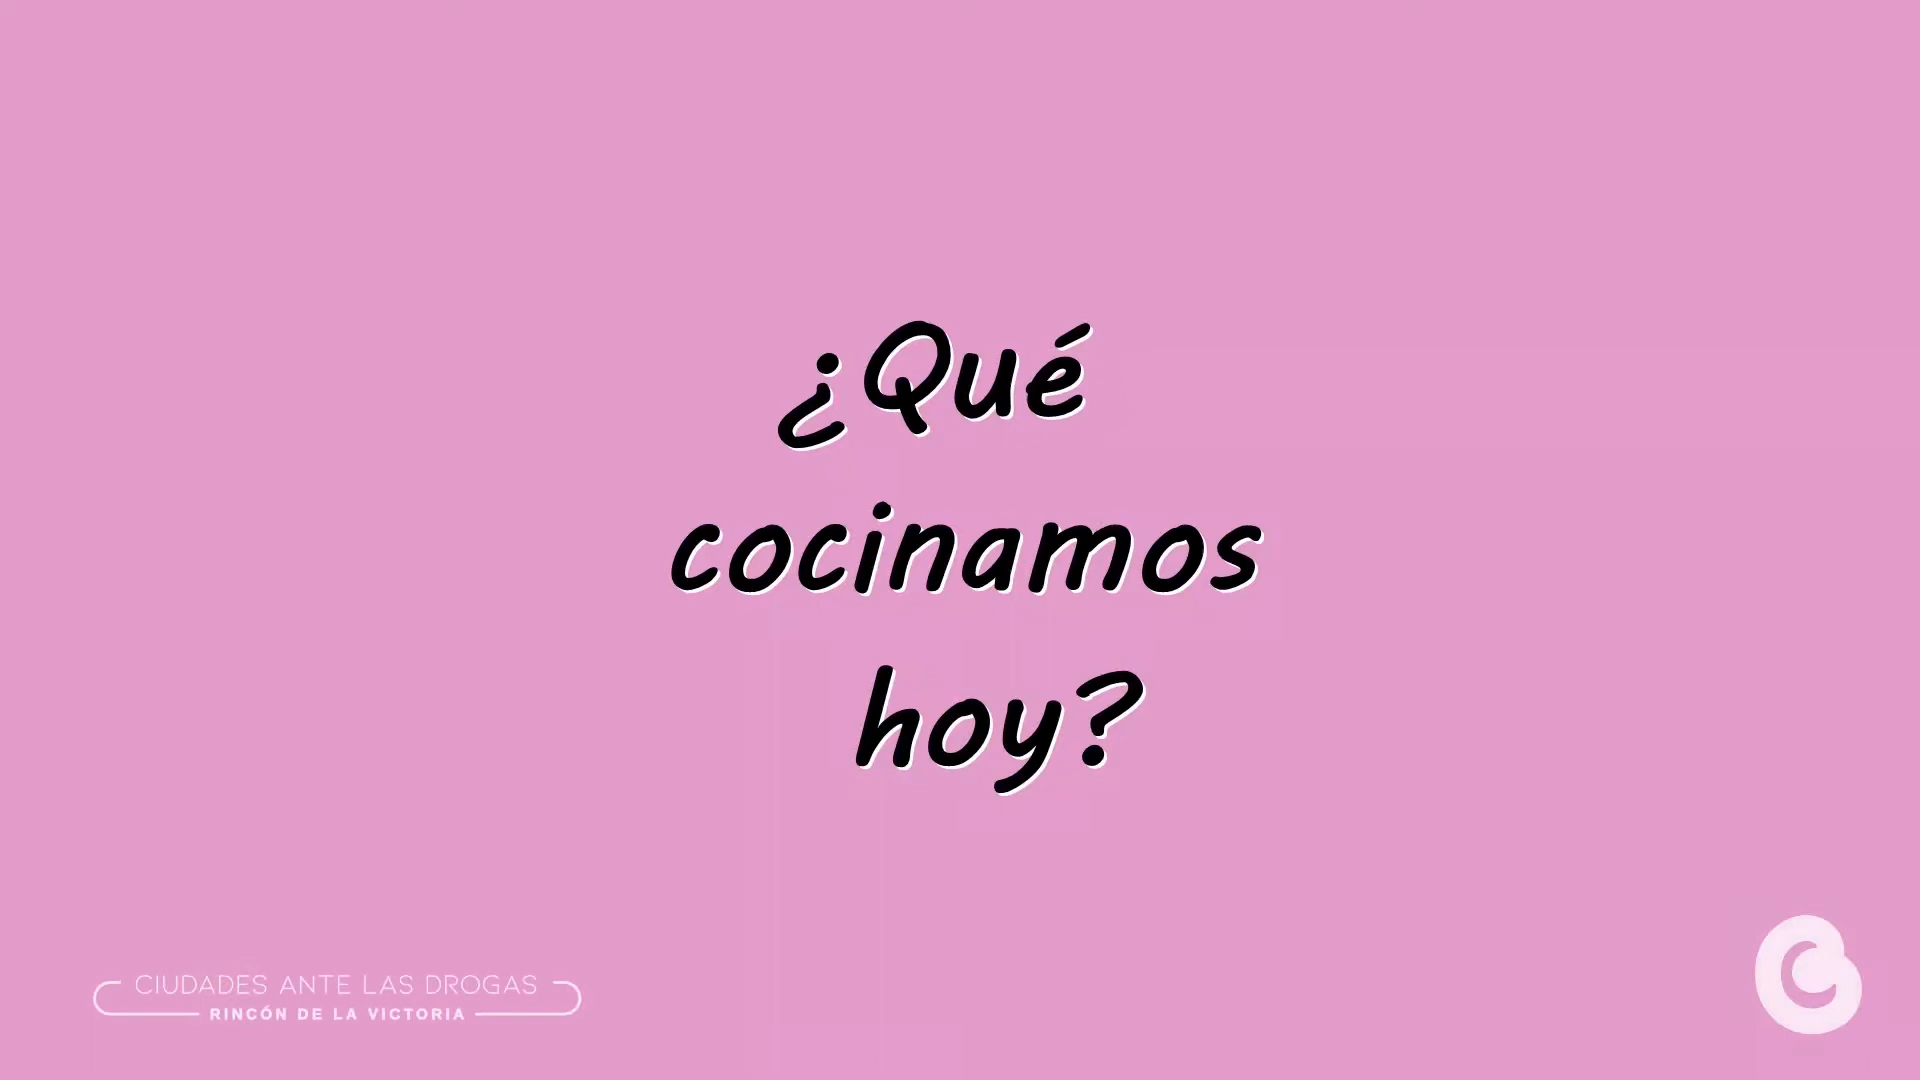 ¿Qué
cocinamos
hoy?
CIUDADES ANTE LAS DROGAS
RINCÓN DE LA VICTORIA